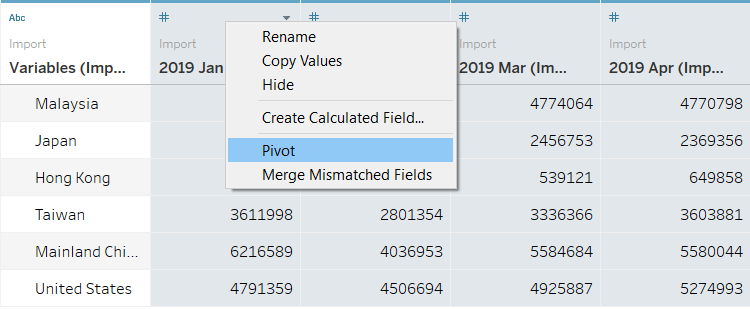 Abc # # # #
Import Import Import Import
Variables (Imp... 2019 Jan 2019 Mar (Im... 2019 Apr (Imp...
Rename
Copy Values
Hide
Create Calculated Field...
Pivot
Merge Mismatched Fields
Malaysia 4774064 4770798
Japan 2456753 2369356
Hong Kong 539121 649858
Taiwan 3611998 2801354 3336366 3603881
Mainland Chi... 6216589 4036953 5584684 5580044
United States 4791359 4506694 4925887 5274993